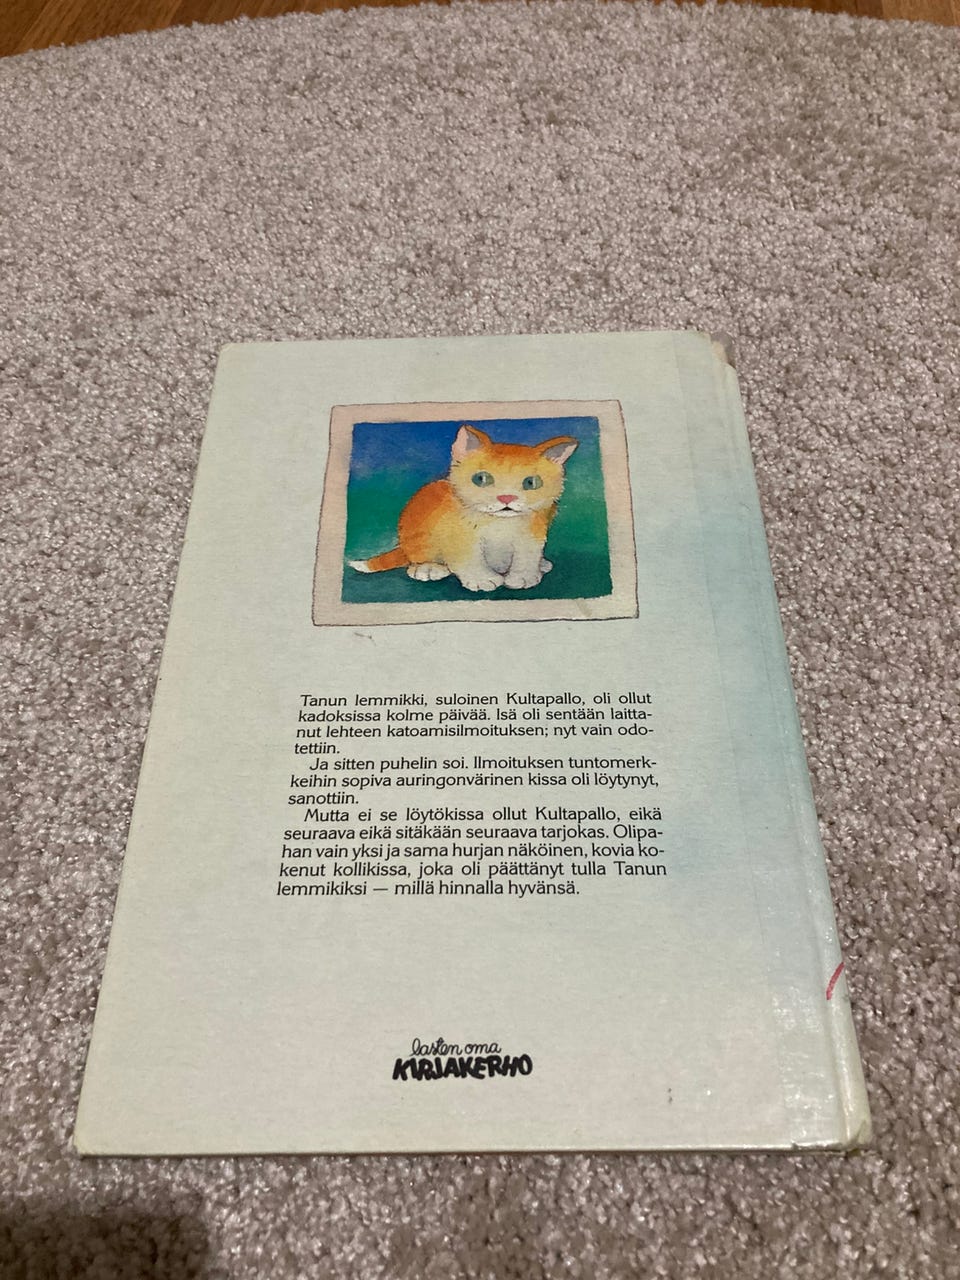 Tanun lemmikki, suloinen Kultapallo, oli ollut
kadoksissa kolme päivää. Isä oli sentään laitta-
nut lehteen katoamisilmoituksen; nyt vain odo-
tettiin.
Ja sitten puhelin soi. Ilmoituksen tuntomerk-
keihin sopiva auringonvärinen kissa oli löytynyt,
sanottiin.
Mutta ei se löytökissa ollut Kultapallo, eikä
seuraava eikä sitäkään seuraava tarjokas. Olipa-
han vain yksi ja sama hurjan näköinen, kovia ko-
kenut kollikissa, joka oli päättänyt tulla Tanun
lemmikiksi — millä hinnalla hyvänsä.
lasten oma
KIRJAKERHO